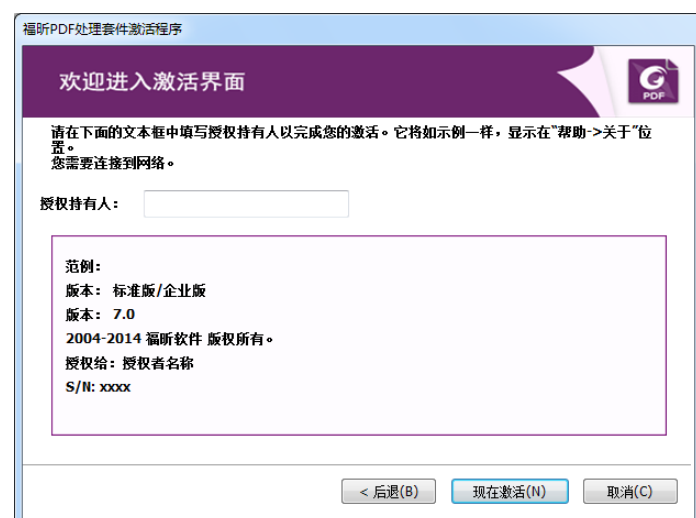 福昕PDF处理套件激活程序
欢迎进入激活界面
G
PDF
请在下面的文本框中填写授权持有人以完成您的激活。它将如示例一样，显示在"帮助->关于"位
置。
您需要连接到网络。
授权持有人：
范例：
版本： 标准版/企业版
版本： 7.0
2004-2014 福昕软件 版权所有。
授权给：授权者名称
S/N: xxxx
< 后退(B)
现在激活(N)
取消(C)